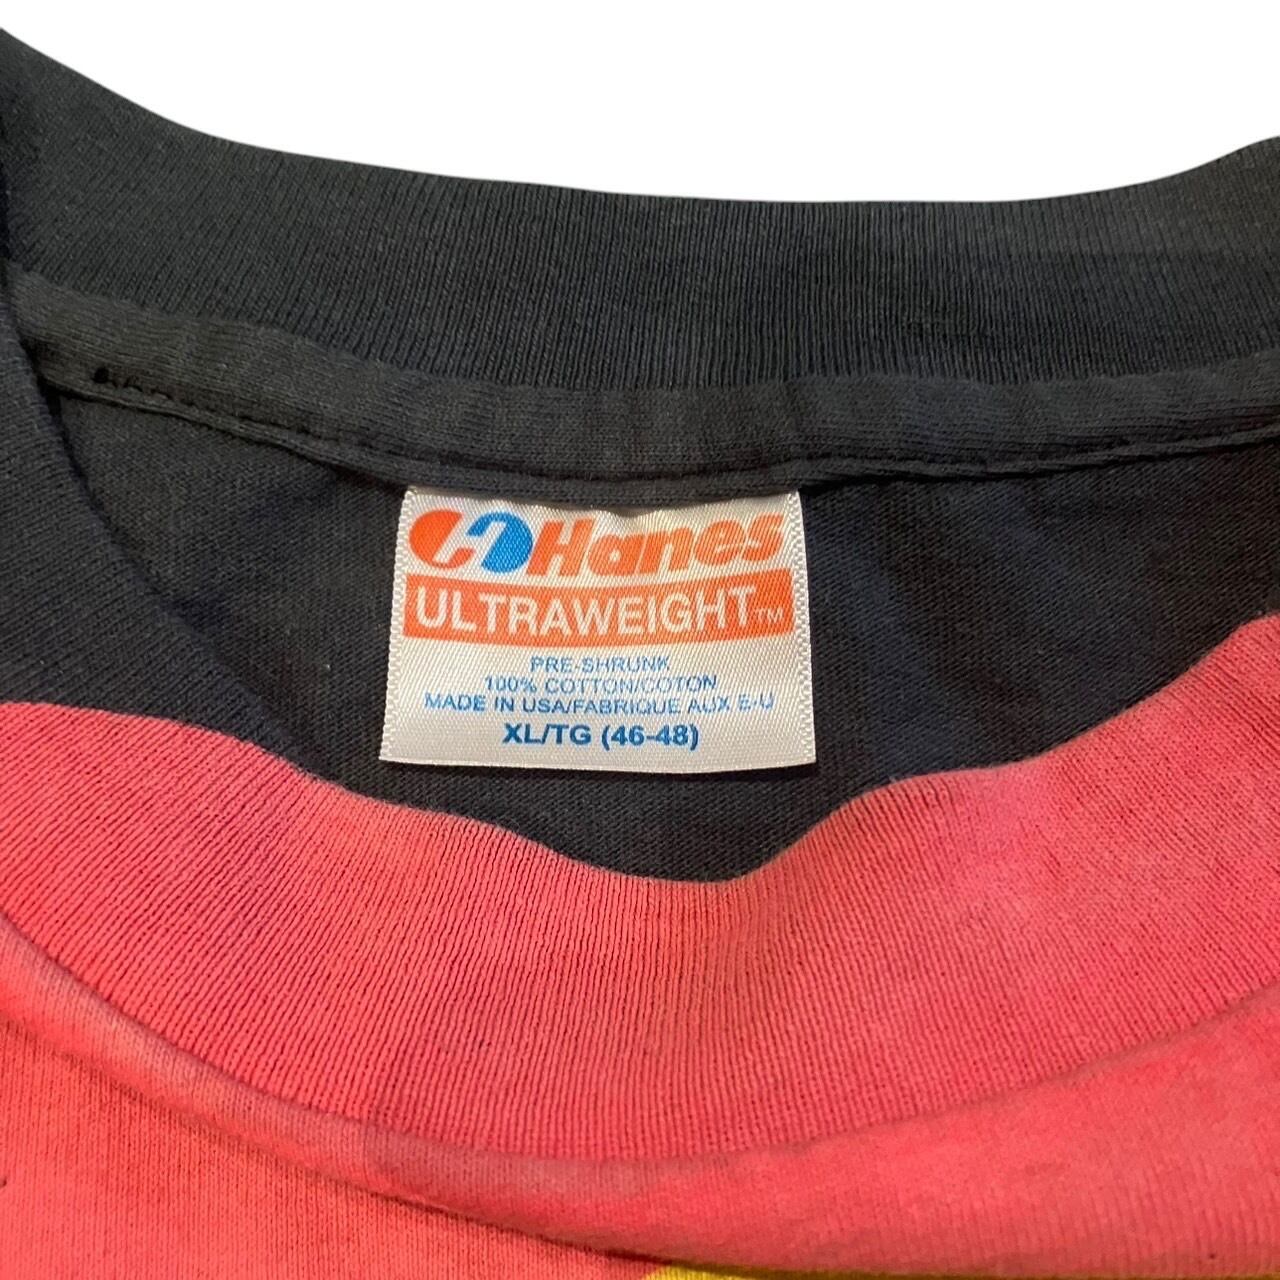 Hanes
ULTRAWEIGHT™
PRE-SHRUNK
100% COTTON/COTON
MADE IN USA/FABRIQUE AUX E-U
XL/TG (46-48)